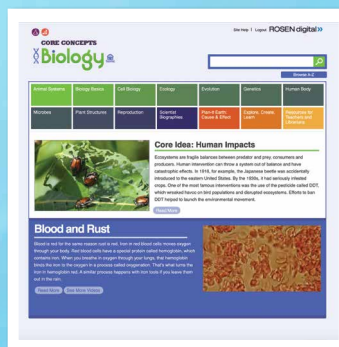 Site Help | Logout ROSEN digital
CORE CONCEPTS
Biology
Browse A-Z
Animal Systems Biology Basics Cell Biology Ecology Evolution Genetics Human Body
Microbes Plant Structures Reproduction Scientist Biographies Planet Earth: Cause & Effect Explore, Create, Learn Resources for Teachers and Librarians
Core Idea: Human Impacts
Ecosystems are fragile balances between predator and prey, consumers and
producers. Human intervention can throw a system out of balance and have
catastrophic effects. In 1916, for example, the Japanese beetle was accidentally
introduced to the eastern United States. By the 1930s, it had seriously infested
crops. One of the most famous interventions was the use of the pesticide called DDT,
which wreaked havoc on bird populations and disrupted ecosystems. Efforts to ban
DDT helped to launch the environmental movement.
Read More
Blood and Rust
Blood is red for the same reason rust is red. Iron in red blood cells moves oxygen
through your body. Red blood cells have a special protein called hemoglobin, which
contains iron. When you breathe in oxygen through your lungs, that hemoglobin
binds the iron to the oxygen in a process called oxygenation. That's what turns the
iron in hemoglobin red. A similar process happens with iron tools if you leave them
out in the rain.
Read More See More Videos